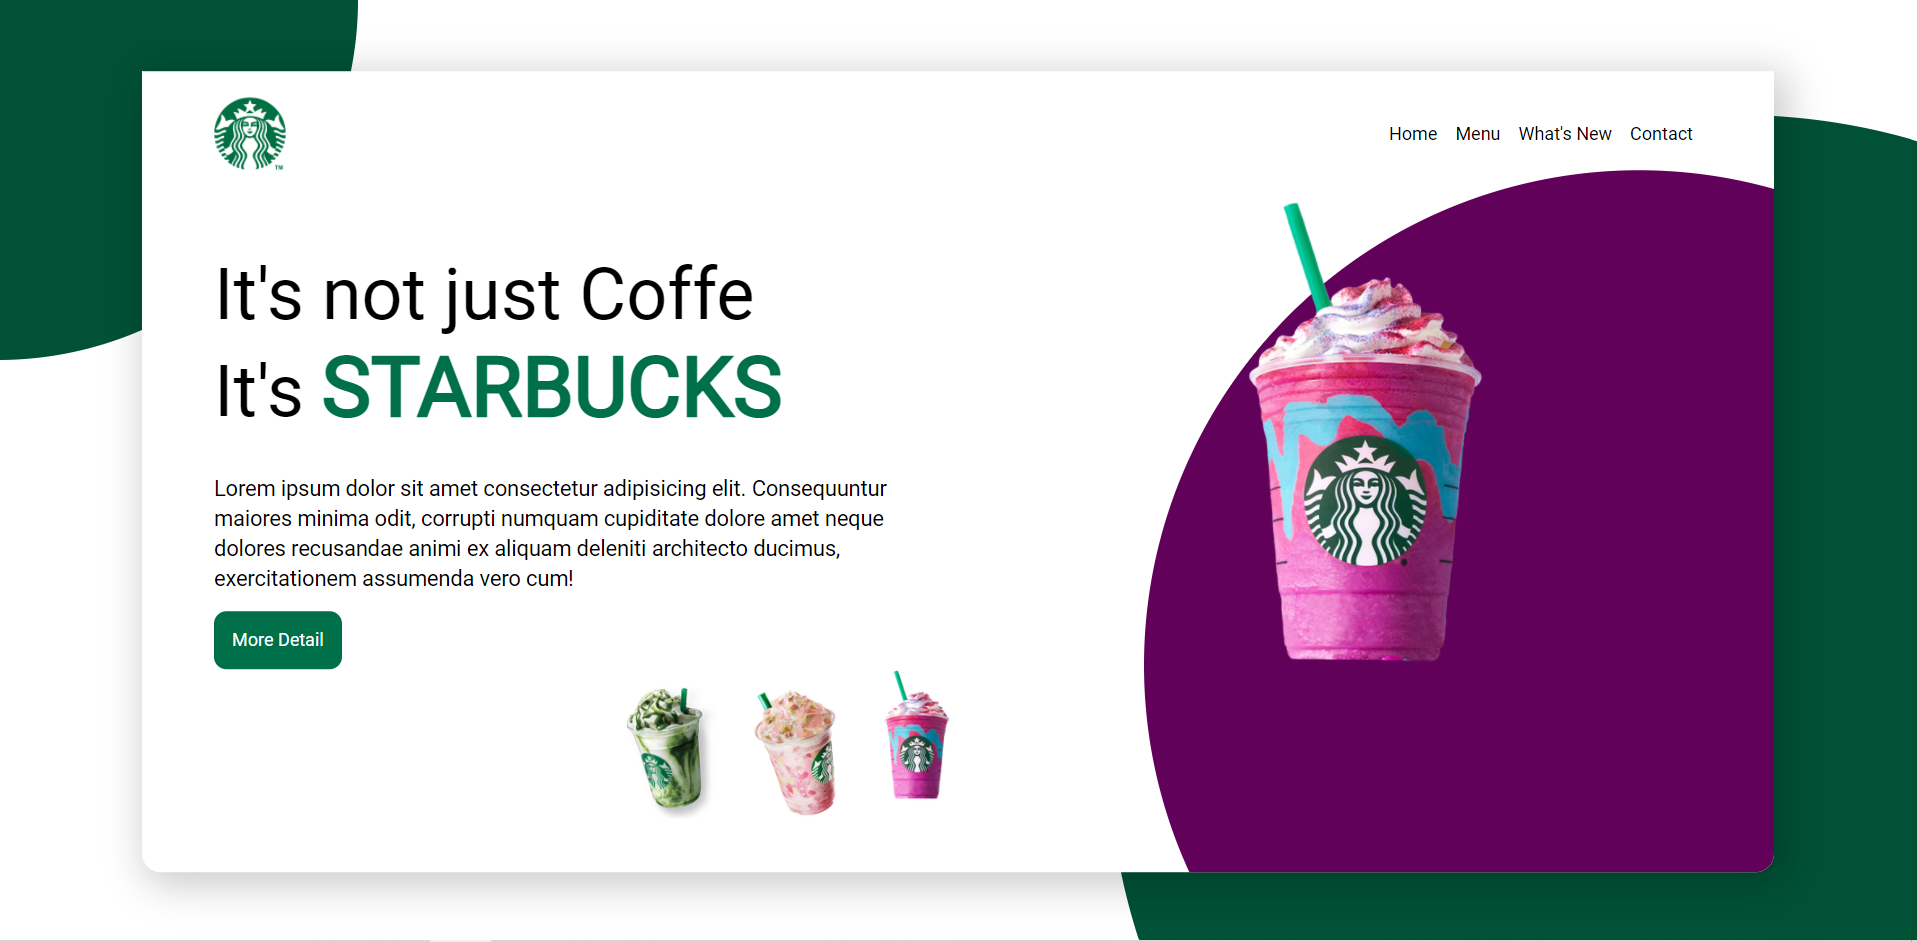 TM
Home Menu What's New Contact
It's not just Coffe
It's STARBUCKS
Lorem ipsum dolor sit amet consectetur adipisicing elit. Consequuntur
maiores minima odit, corrupti numquam cupiditate dolore amet neque
dolores recusandae animi ex aliquam deleniti architecto ducimus,
exercitationem assumenda vero cum!
More Detail